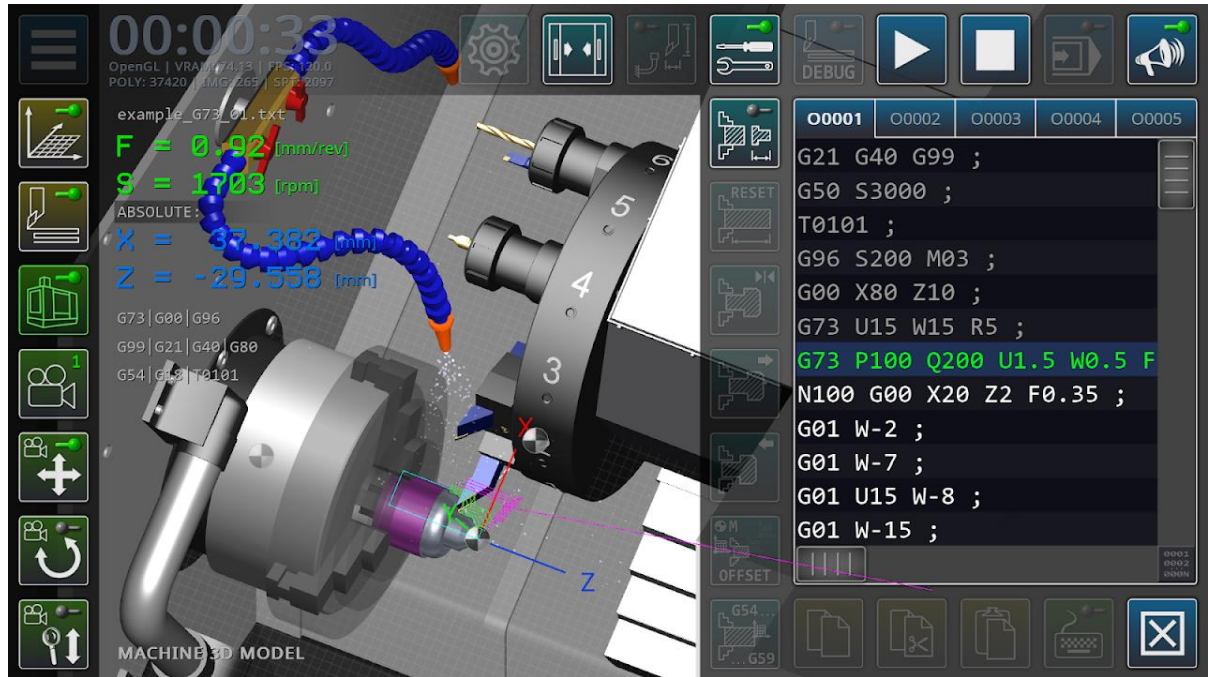 00:00:33
OpenGL | VRAM: 74.13 | FPS: 120.0
POLY: 37420 | IMG: 265 | SPR: 2097
example_G73_01.txt
F = 0.92 [mm/rev]
S = 1703 [rpm]
ABSOLUTE:
X = 37.382 [mm]
Z = -29.558 [mm]
G73|G00|G96
G99|G21|G40|G80
G54|G18|T0101
1
6
5
4
3
X
Y
Z
MACHINE 3D MODEL
DEBUG
RESET
M
OFFSET
G54...
...G59
O0001 O0002 O0003 O0004 O0005
G21 G40 G99 ;
G50 S3000 ;
T0101 ;
G96 S200 M03 ;
G00 X80 Z10 ;
G73 U15 W15 R5 ;
G73 P100 Q200 U1.5 W0.5 F
N100 G00 X20 Z2 F0.35 ;
G01 W-2 ;
G01 W-7 ;
G01 U15 W-8 ;
G01 W-15 ;
0001
0002
000N